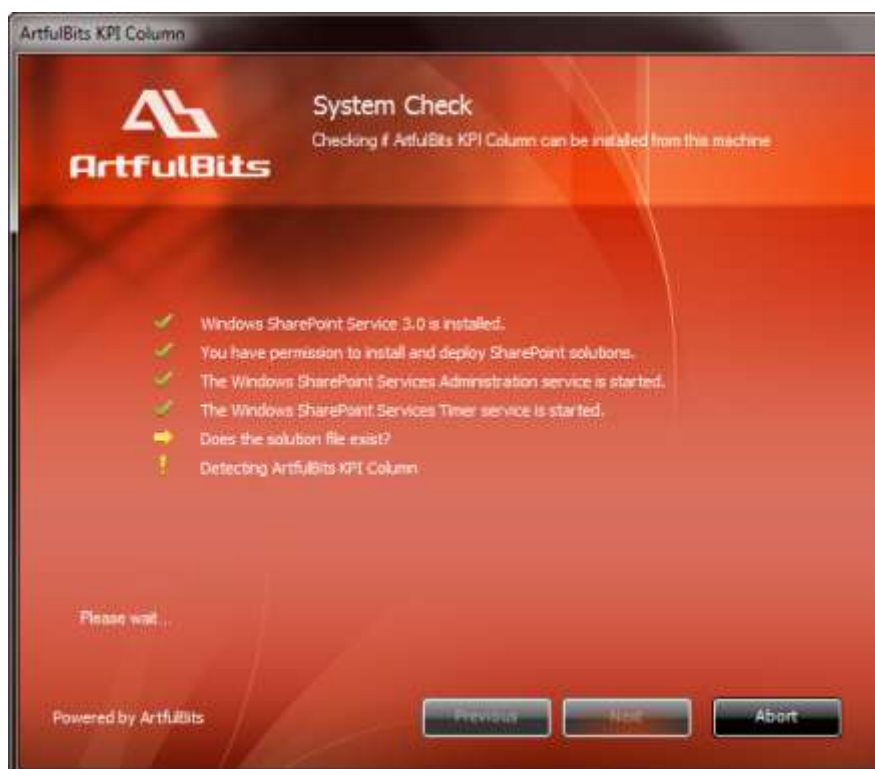 ArtfulBits KPI Column
System Check
Checking if ArtfulBits KPI Column can be installed from this machine
ArtfulBits
Windows SharePoint Service 3.0 is installed.
You have permission to install and deploy SharePoint solutions.
The Windows SharePoint Services Administration service is started.
The Windows SharePoint Services Timer service is started.
Does the solution file exist?
Detecting ArtfulBits KPI Column
Please wait...
Powered by ArtfulBits
Previous
Next
Abort